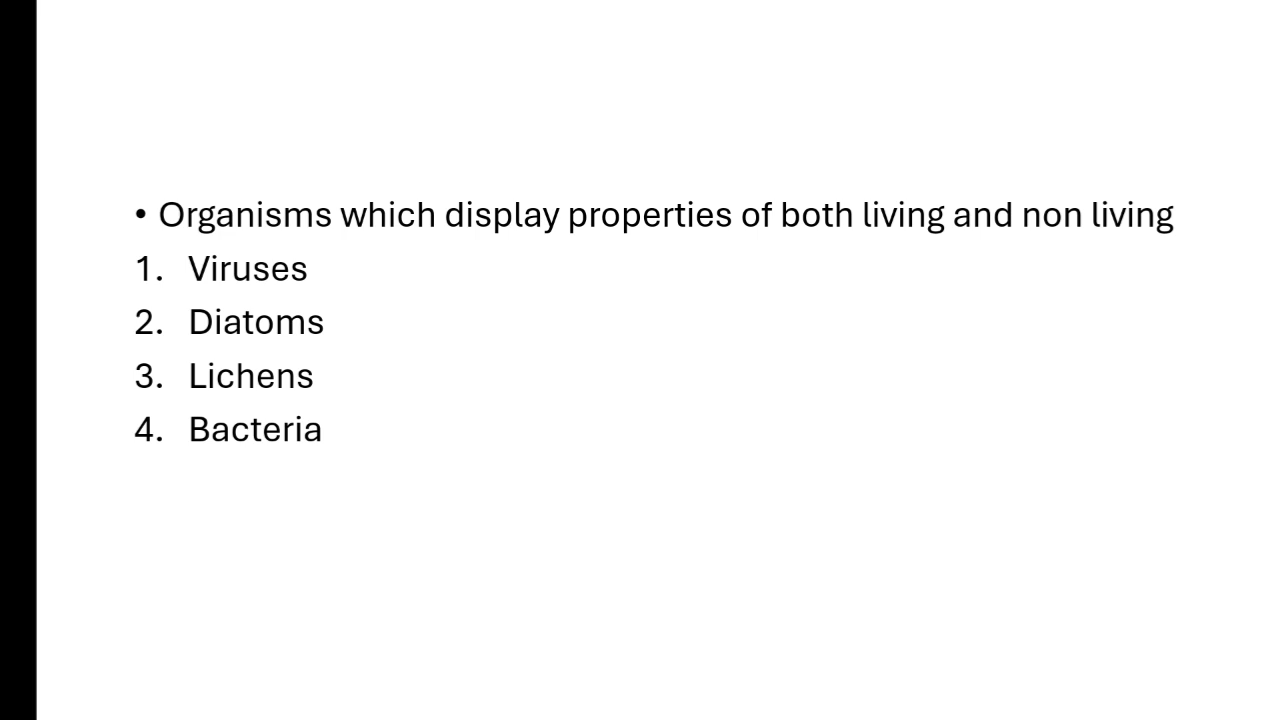 • Organisms which display properties of both living and non living
1. Viruses
2. Diatoms
3. Lichens
4. Bacteria